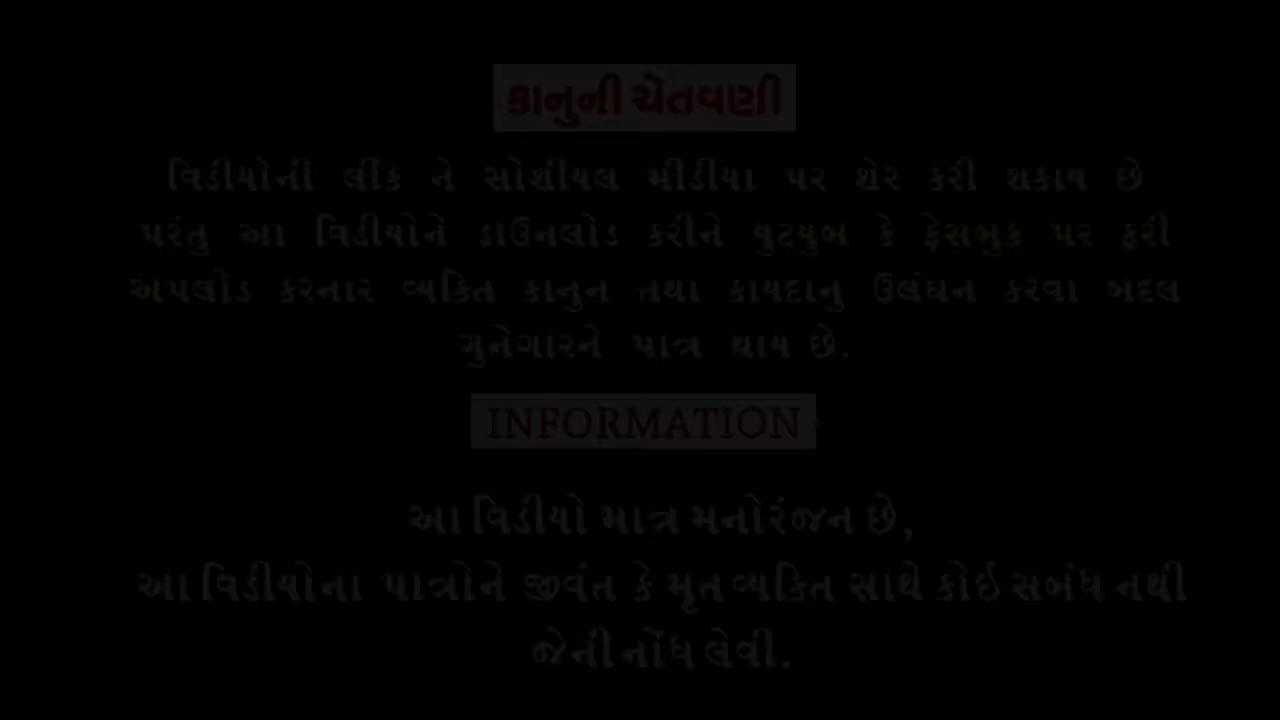 કાનુની ચેતવણી
વિડીયોની લીંક ને સોશીયલ મીડીયા પર શેર કરી શકાય છે
પરંતુ આ વિડીયોને ડાઉનલોડ કરીને યુટયુબ કે ફેસબુક પર ફરી
અપલોડ કરનાર વ્યકિત કાનુન તથા કાયદાનુ ઉલંઘન કરવા બદલ
ગુનેગારને પાત્ર થાય છે.
INFORMATION
આ વિડીયો માત્ર મનોરંજન છે,
આ વિડીયોના પાત્રોને જીવંત કે મૃત વ્યકિત સાથે કોઈ સબંધ નથી
જેની નોંધ લેવી.